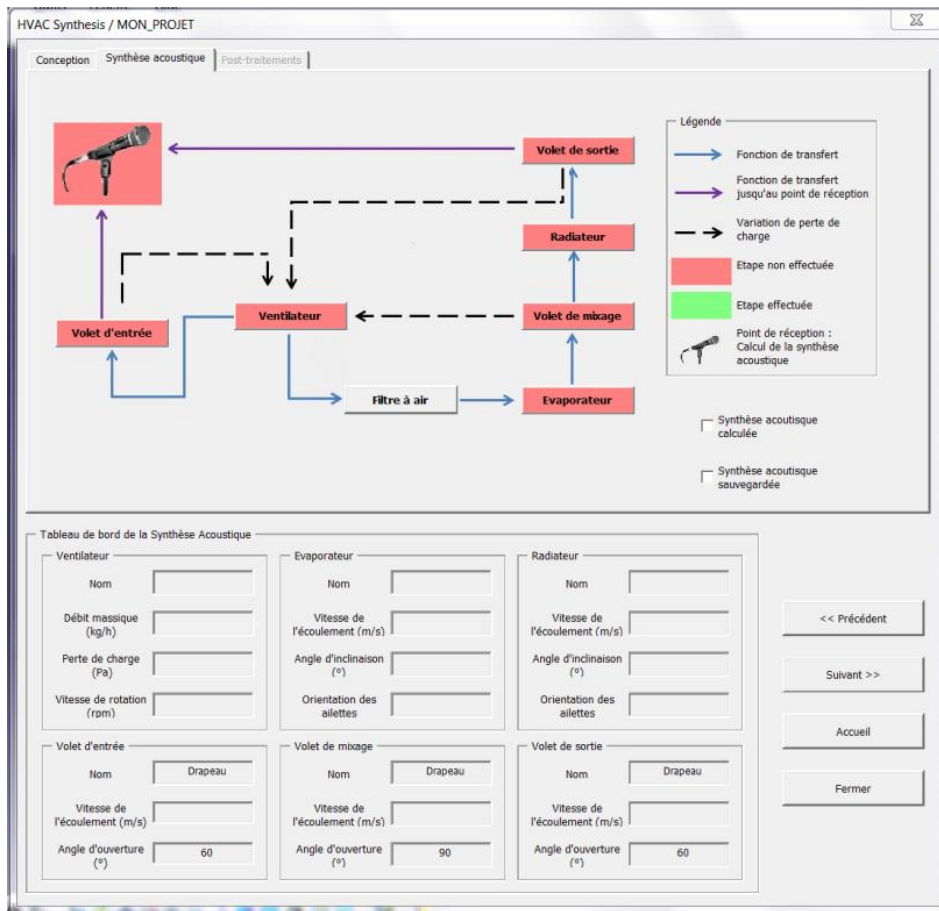 HVAC Synthesis / MON_PROJET
Conception
Synthèse acoustique
Post-traitements
Légende
Fonction de transfert
Fonction de transfert
jusqu'au point de réception
Variation de perte de
charge
Etape non effectuée
Etape effectuée
Point de réception :
Calcul de la synthèse
acoustique
Volet de sortie
Radiateur
Volet d'entrée
Ventilateur
Volet de mixage
Filtre à air
Evaporateur
Synthèse acoutisque
calculée
Synthèse acoutisque
sauvegardée
Tableau de bord de la Synthèse Acoustique
Ventilateur
Nom
Débit massique
(kg/h)
Perte de charge
(Pa)
Vitesse de rotation
(rpm)
Evaporateur
Nom
Vitesse de
l'écoulement (m/s)
Angle d'inclinaison
(°)
Orientation des
ailettes
Radiateur
Nom
Vitesse de
l'écoulement (m/s)
Angle d'inclinaison
(°)
Orientation des
ailettes
Volet d'entrée
Nom Drapeau
Vitesse de
l'écoulement (m/s)
Angle d'ouverture 60
(°)
Volet de mixage
Nom Drapeau
Vitesse de
l'écoulement (m/s)
Angle d'ouverture 90
(°)
Volet de sortie
Nom Drapeau
Vitesse de
l'écoulement (m/s)
Angle d'ouverture 60
(°)
<< Précédent
Suivant >>
Accueil
Fermer